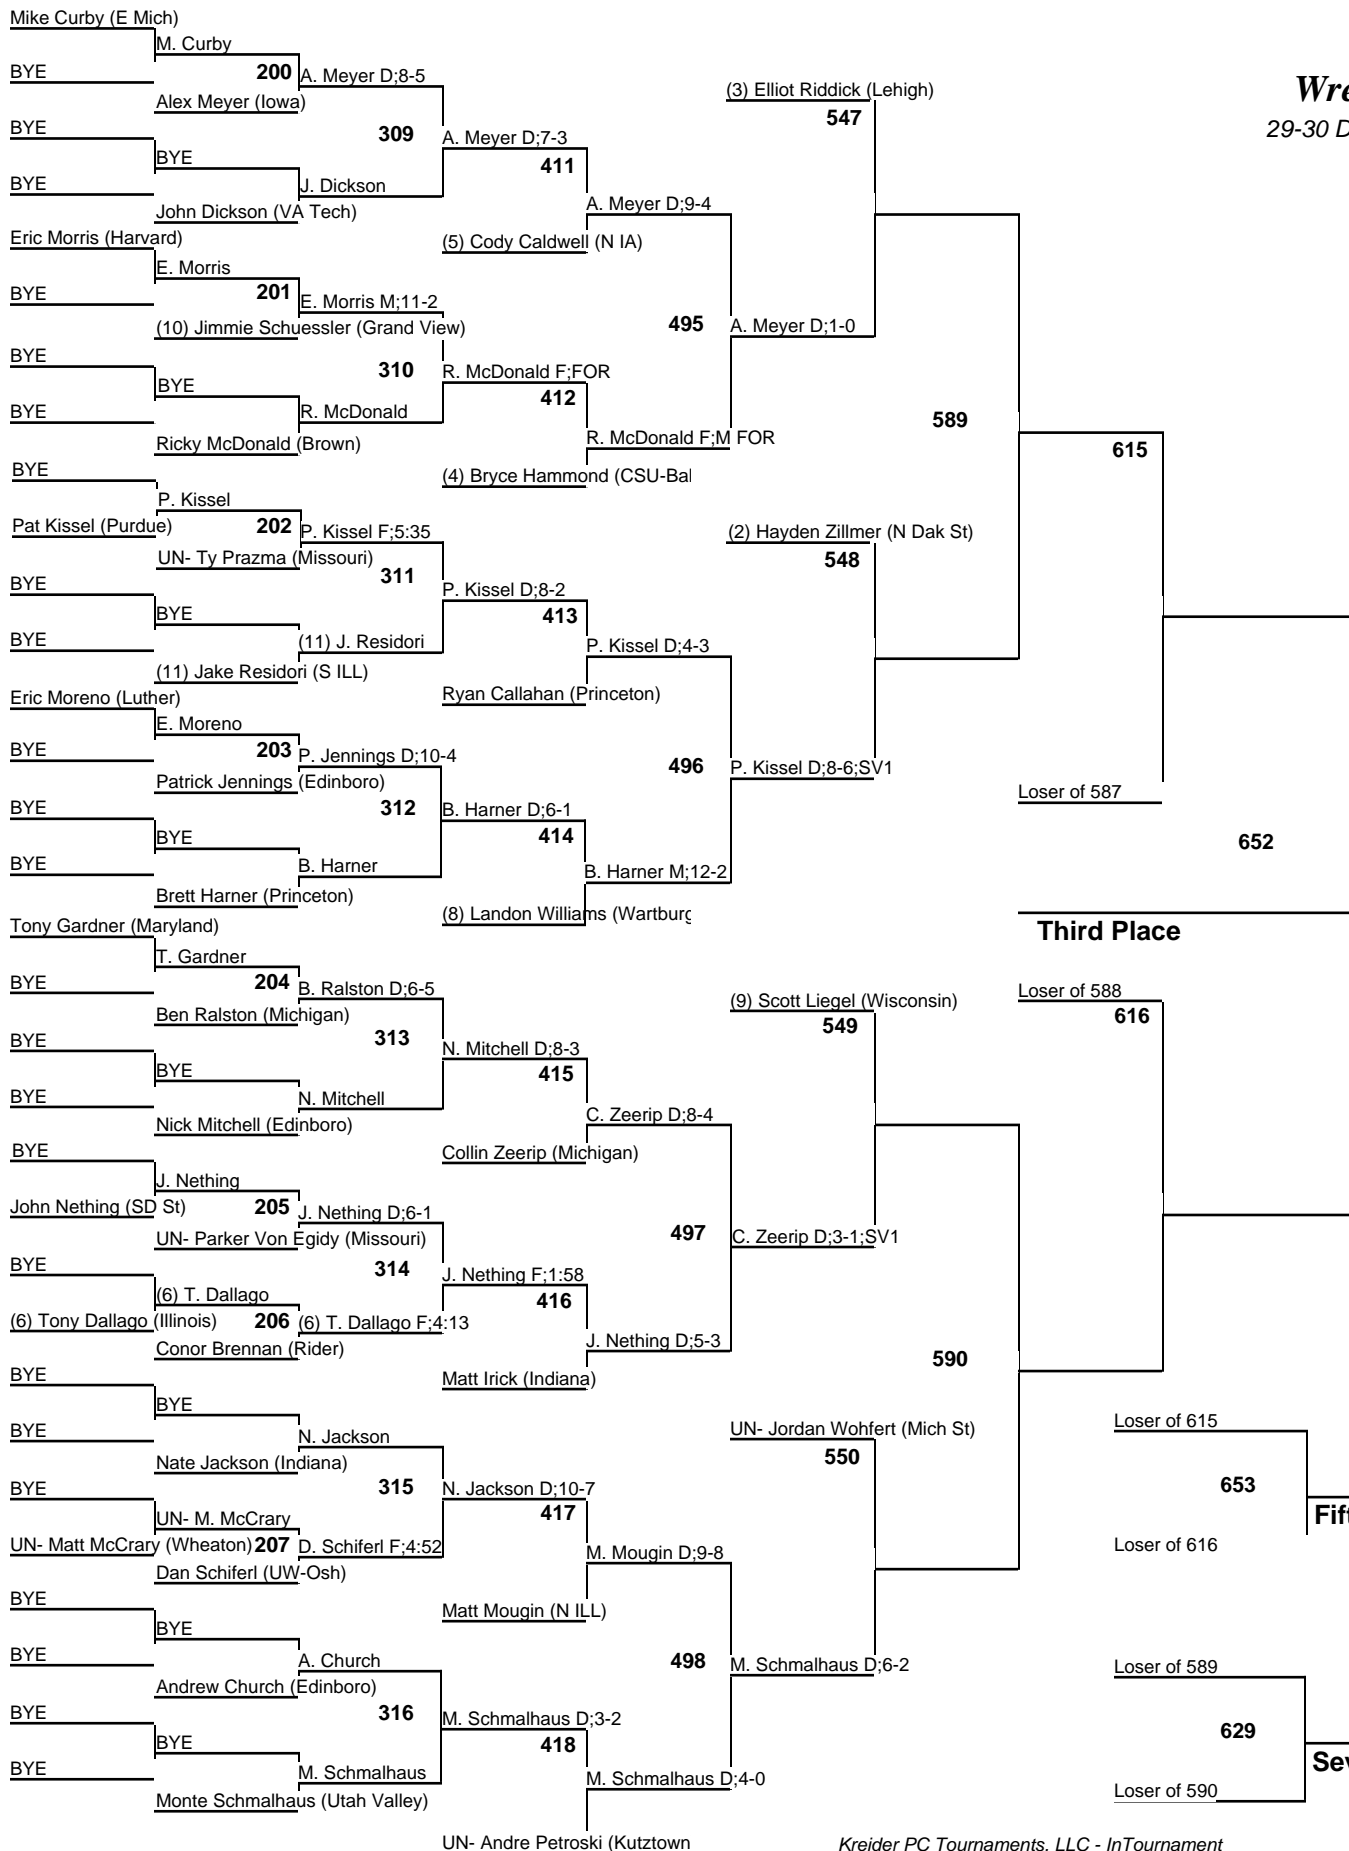 Mike Curby (E Mich)
M. Curby
BYE
200
A. Meyer D;8-5
Alex Meyer (Iowa)
309
BYE
A. Meyer D;7-3
BYE
411
BYE
J. Dickson
John Dickson (VA Tech)
A. Meyer D;9-4
Eric Morris (Harvard)
(5) Cody Caldwell (N IA)
E. Morris
BYE
201
E. Morris M;11-2
(10) Jimmie Schuessler (Grand View)
495
A. Meyer D;1-0
BYE
310
R. McDonald F;FOR
BYE
412
BYE
R. McDonald
Ricky McDonald (Brown)
R. McDonald F;M FOR
BYE
(4) Bryce Hammond (CSU-Bal
(3) Elliot Riddick (Lehigh)
547
Wre
29-30 D
589
615
P. Kissel
Pat Kissel (Purdue)
202
P. Kissel F;5:35
(2) Hayden Zillmer (N Dak St)
UN- Ty Prazma (Missouri)
311
548
BYE
P. Kissel D;8-2
BYE
413
BYE
(11) J. Residori
P. Kissel D;4-3
(11) Jake Residori (S ILL)
Eric Moreno (Luther)
Ryan Callahan (Princeton)
E. Moreno
BYE
203
P. Jennings D;10-4
496
P. Kissel D;8-6;SV1
Patrick Jennings (Edinboro)
Loser of 587
BYE
312
B. Harner D;6-1
BYE
414
652
BYE
B. Harner
B. Harner M;12-2
Brett Harner (Princeton)
(8) Landon Williams (Wartburg
Tony Gardner (Maryland)
Third Place
T. Gardner
BYE
204
B. Ralston D;6-5
(9) Scott Liegel (Wisconsin)
Loser of 588
Ben Ralston (Michigan)
549
616
BYE
313
N. Mitchell D;8-3
BYE
415
BYE
N. Mitchell
Nick Mitchell (Edinboro)
C. Zeerip D;8-4
BYE
Collin Zeerip (Michigan)
J. Nething
John Nething (SD St)
205
J. Nething D;6-1
UN- Parker Von Egidy (Missouri)
497
C. Zeerip D;3-1;SV1
BYE
314
J. Nething F;1:58
(6) T. Dallago
416
(6) Tony Dallago (Illinois)
206
(6) T. Dallago F;4:13
Conor Brennan (Rider)
J. Nething D;5-3
590
BYE
Matt Irick (Indiana)
BYE
BYE
N. Jackson
UN- Jordan Wohfert (Mich St)
Loser of 615
Nate Jackson (Indiana)
550
BYE
315
N. Jackson D;10-7
653
UN- M. McCrary
417
Fift
UN- Matt McCrary (Wheaton)
207
D. Schiferl F;4:52
M. Mougin D;9-8
Loser of 616
Dan Schiferl (UW-Osh)
BYE
Matt Mougin (N ILL)
BYE
BYE
A. Church
498
M. Schmalhaus D;6-2
Loser of 589
Andrew Church (Edinboro)
BYE
316
M. Schmalhaus D;3-2
629
BYE
418
BYE
M. Schmalhaus
M. Schmalhaus D;4-0
Sev
Monte Schmalhaus (Utah Valley)
Loser of 590
UN- Andre Petroski (Kutztown
Kreider PC Tournaments, LLC - InTournament